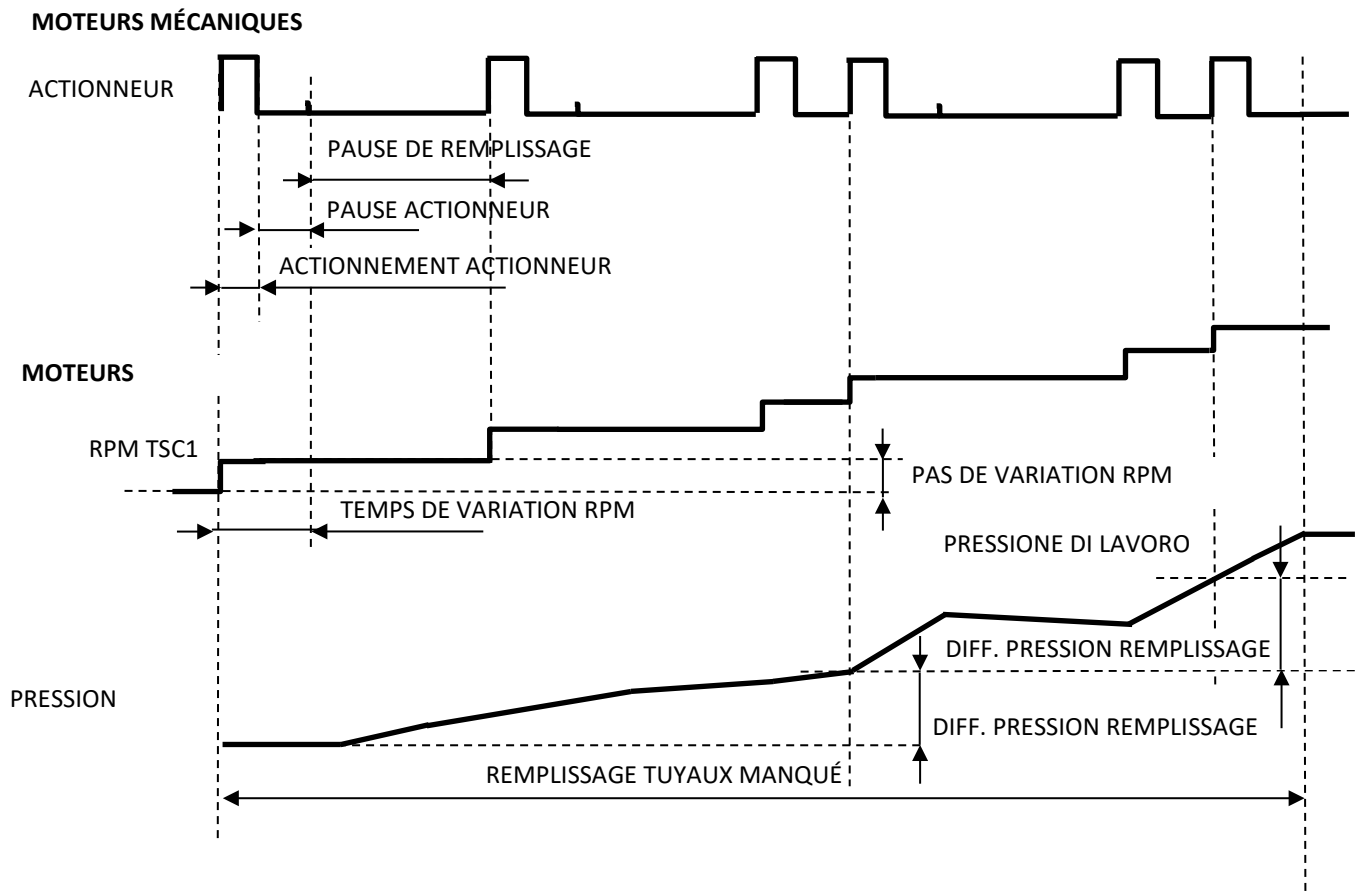 MOTEURS MÉCANIQUES
ACTIONNEUR
PAUSE DE REMPLISSAGE
PAUSE ACTIONNEUR
ACTIONNEMENT ACTIONNEUR
MOTEURS
RPM TSC1
PAS DE VARIATION RPM
TEMPS DE VARIATION RPM
PRESSIONE DI LAVORO
DIFF. PRESSION REMPLISSAGE
PRESSION
DIFF. PRESSION REMPLISSAGE
REMPLISSAGE TUYAUX MANQUÉ